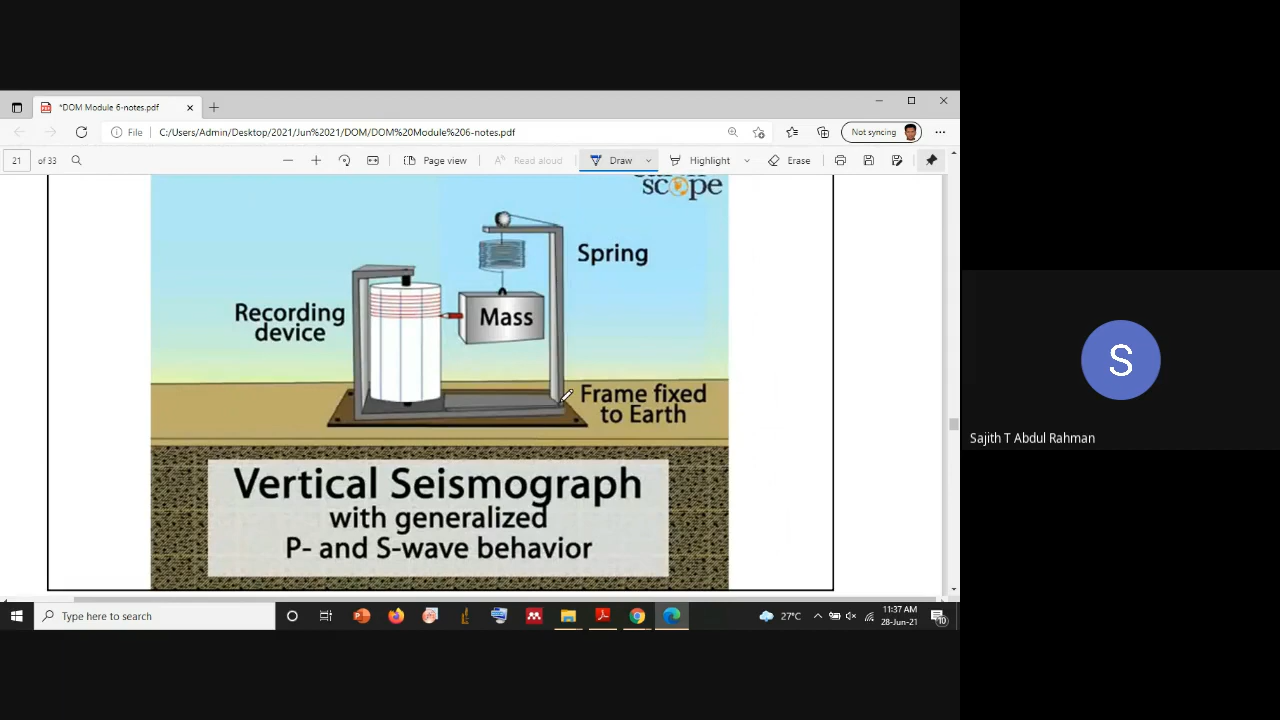 *DOM Module 6-notes.pdf
File C:/Users/Admin/Desktop/2021/Jun%2021/DOM/DOM%20Module%206-notes.pdf Not syncing
21 of 33 Page view Read aloud Draw Highlight Erase
scope
Spring
Recording
device
Mass
Frame fixed
to Earth
Vertical Seismograph
with generalized
P- and S-wave behavior
S
Sajith T Abdul Rahman
Type here to search
27°C
11:37 AM
28-Jun-21
10